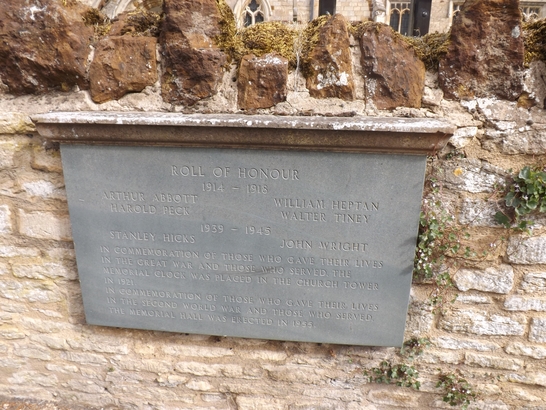 ROLL OF HONOUR
1914 - 1918
ARTHUR ABBOTT WILLIAM HEPTAN
HAROLD PECK WALTER TINEY
1939 - 1945
STANLEY HICKS JOHN WRIGHT
IN COMMEMORATION OF THOSE WHO GAVE THEIR LIVES
IN THE GREAT WAR AND THOSE WHO SERVED THE
MEMORIAL CLOCK WAS PLACED IN THE CHURCH TOWER
IN 1921
IN COMMEMORATION OF THOSE WHO GAVE THEIR LIVES
IN THE SECOND WORLD WAR AND THOSE WHO SERVED
THE MEMORIAL HALL WAS ERECTED IN